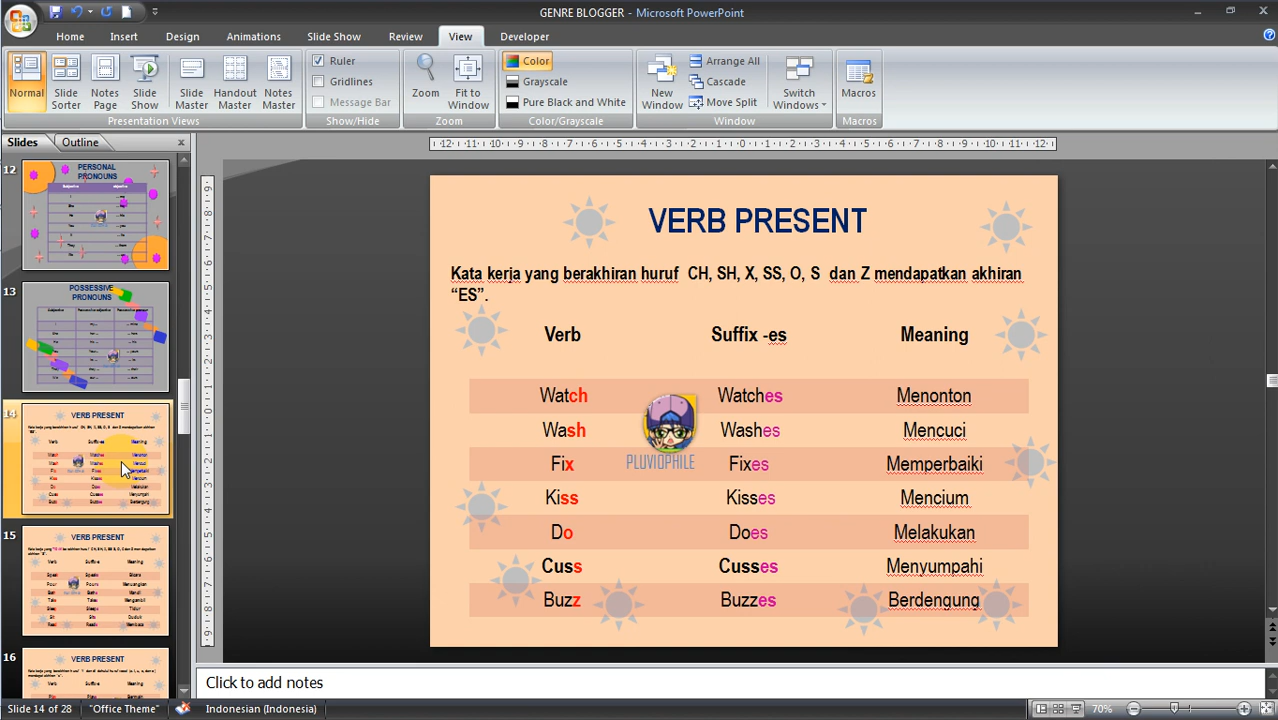 GENRE BLOGGER - Microsoft PowerPoint
Home Insert Design Animations Slide Show Review View Developer
Normal
Slide Sorter
Notes Page
Slide Show
Slide Master
Handout Master
Notes Master
Presentation Views
Ruler
Gridlines
Message Bar
Show/Hide
Zoom
Fit to Window
Zoom
Color
Grayscale
Pure Black and White
Color/Grayscale
New Window
Arrange All
Cascade
Move Split
Switch Windows
Window
Macros
Macros
Slides Outline
12
PERSONAL
PRONOUNS
13
POSSESSIVE
PRONOUNS
14
VERB PRESENT
15
VERB PRESENT
16
VERB PRESENT
VERB PRESENT
Kata kerja yang berakhiran huruf CH, SH, X, SS, O, S dan Z mendapatkan akhiran
“ES”.
Verb Suffix -es Meaning
Watch Watches Menonton
Wash Washes Mencuci
Fix Fixes Memperbaiki
Kiss Kisses Mencium
Do Does Melakukan
Cuss Cusses Menyumpahi
Buzz Buzzes Berdengung
PLUVIOPHILE
Click to add notes
Slide 14 of 28 "Office Theme" Indonesian (Indonesia) 70%